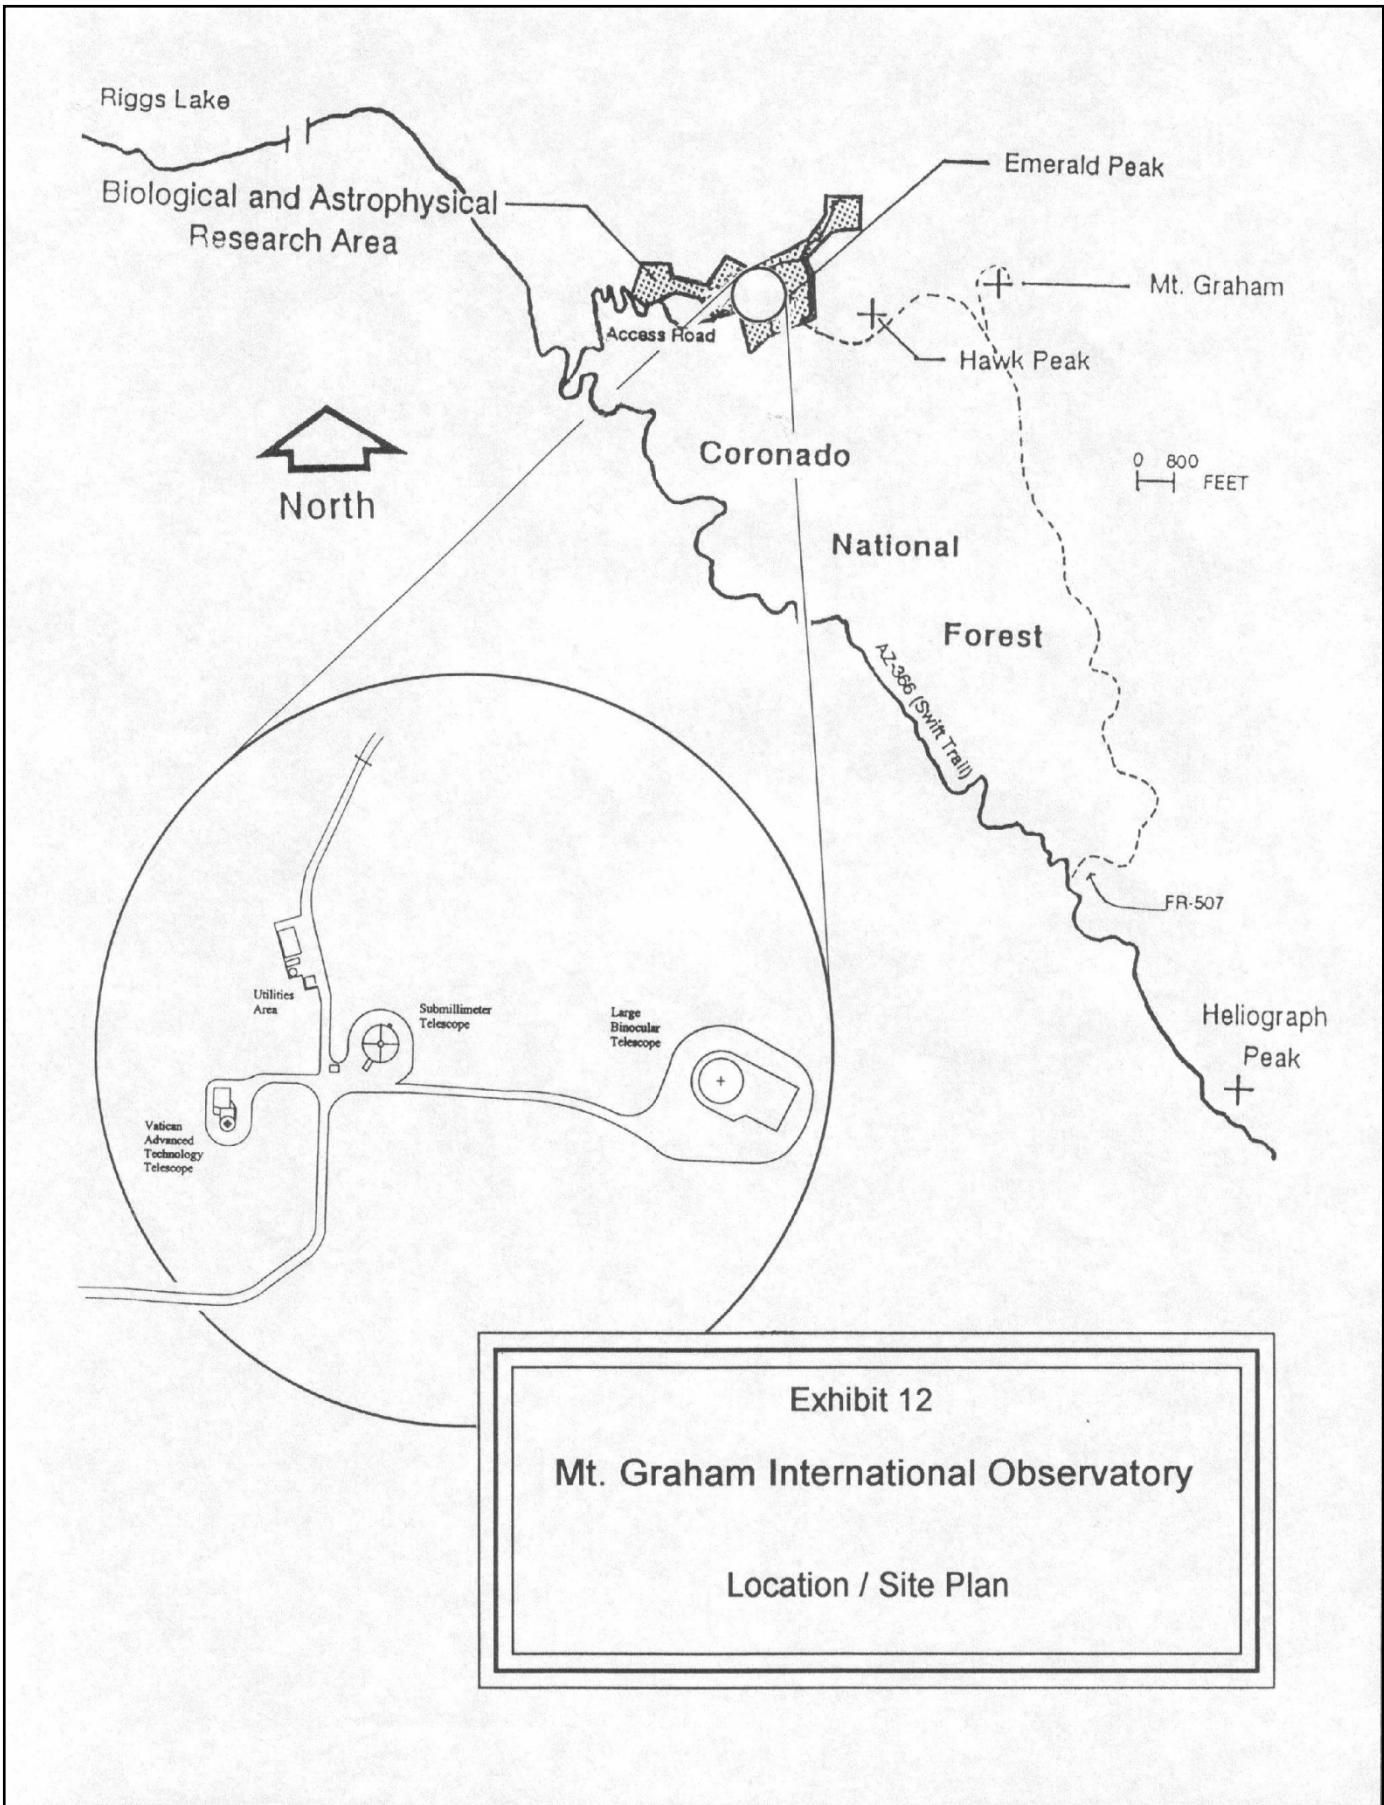 Riggs Lake
Biological and Astrophysical
Research Area
Emerald Peak
Mt. Graham
Access Road
Hawk Peak
North
Coronado
National
Forest
0 800
FEET
AZ-366 (Swift Trail)
FR-507
Heliograph
Peak
Utilities
Area
Submillimeter
Telescope
Large
Binocular
Telescope
Vatican
Advanced
Technology
Telescope
Exhibit 12
Mt. Graham International Observatory
Location / Site Plan